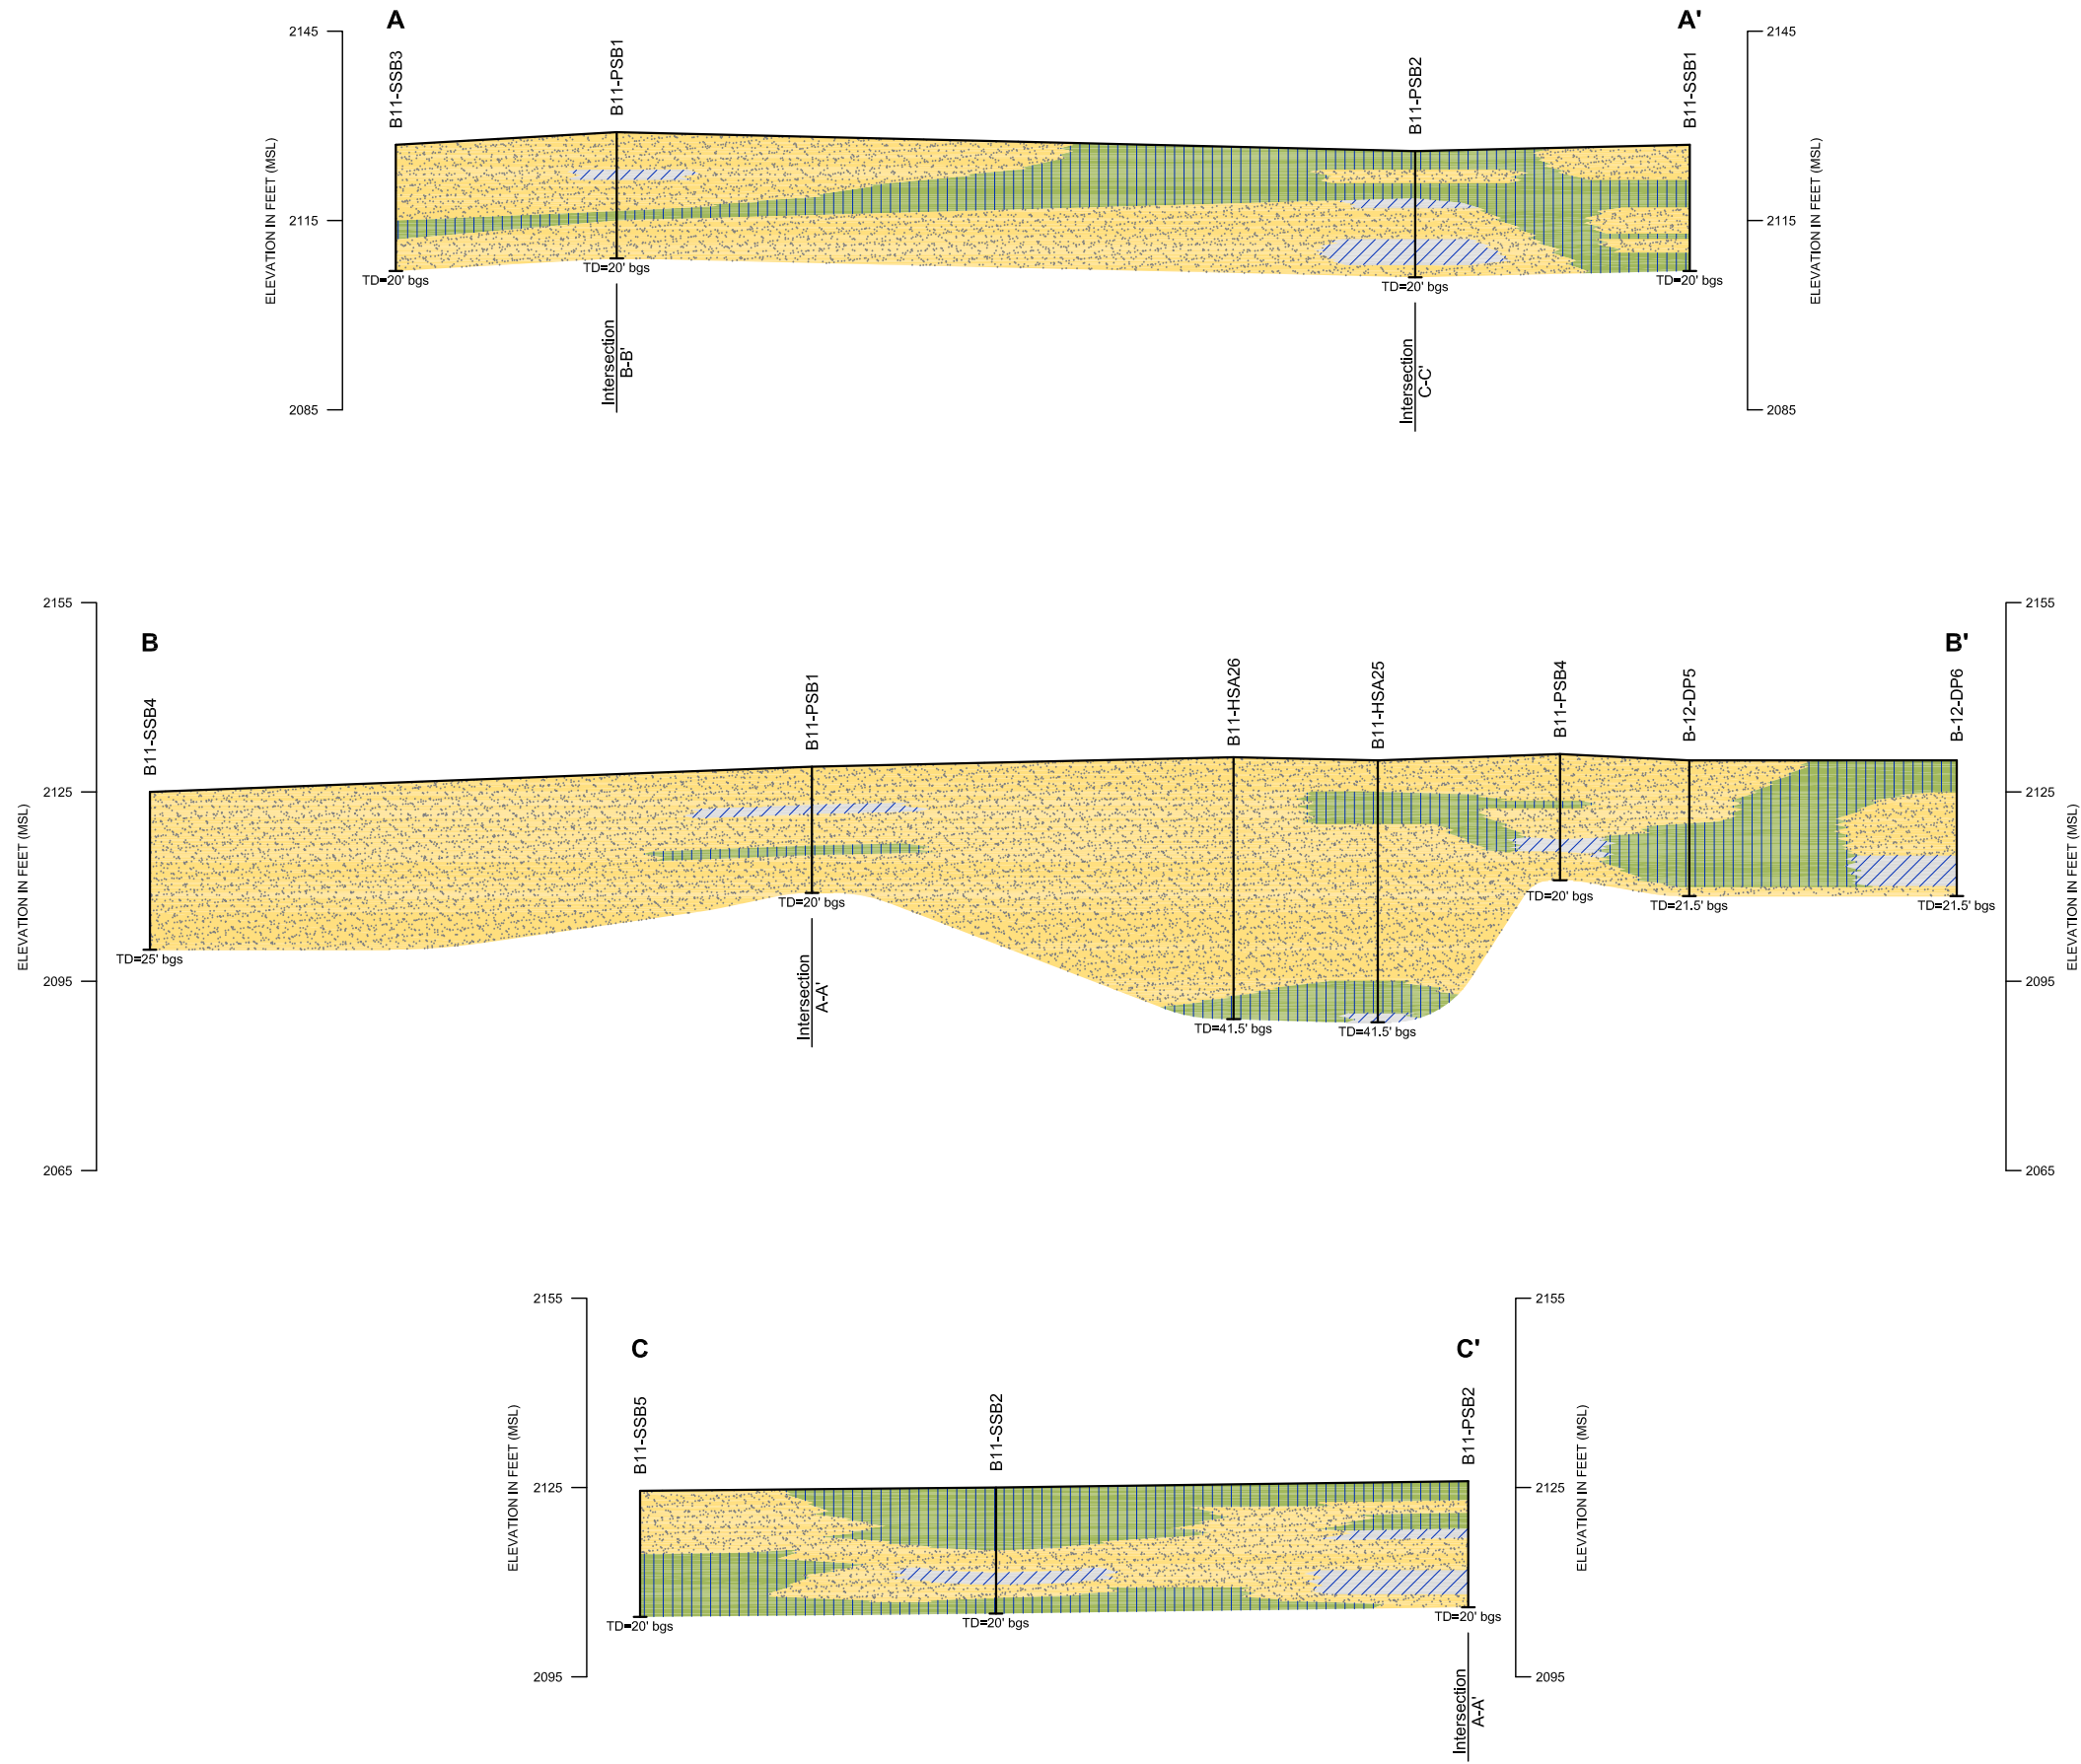 A
A'
2145
2145
B11-SSB3
B11-PSB1
B11-PSB2
B11-SSB1
ELEVATION IN FEET (MSL)
ELEVATION IN FEET (MSL)
2115
2115
TD=20' bgs
TD=20' bgs
TD=20' bgs
TD=20' bgs
Intersection
B-B'
Intersection
C-C'
2085
2085
2155
2155
B
B'
B11-SSB4
B11-PSB1
B11-HSA26
B11-HSA25
B11-PSB4
B-12-DP5
B-12-DP6
2125
2125
ELEVATION IN FEET (MSL)
ELEVATION IN FEET (MSL)
TD=25' bgs
TD=20' bgs
TD=41.5' bgs
TD=41.5' bgs
TD=20' bgs
TD=21.5' bgs
TD=21.5' bgs
2095
2095
Intersection
A-A'
2065
2065
2155
2155
C
C'
B11-SSB5
B11-SSB2
B11-PSB2
ELEVATION IN FEET (MSL)
ELEVATION IN FEET (MSL)
2125
2125
TD=20' bgs
TD=20' bgs
TD=20' bgs
2095
2095
Intersection
A-A'